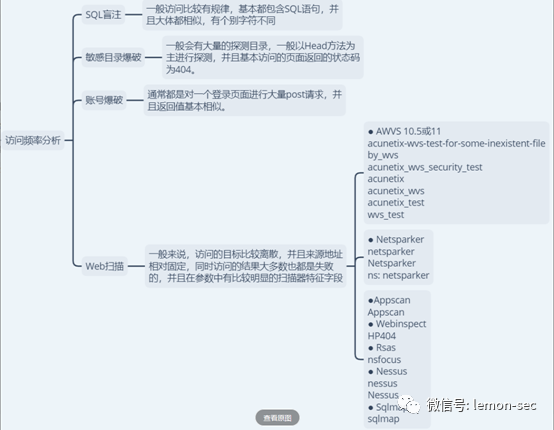 SQL盲注
一般访问比较有规律，基本都包含SQL语句，并
且大体都相似，有个别字符不同
敏感目录爆破
一般会有大量的探测目录，一般以Head方法为
主进行探测，并且基本访问的页面返回的状态码
为404。
账号爆破
通常都是对一个登录页面进行大量post请求，并
且返回值基本相似。
访问频率分析
Web扫描
一般来说，访问的目标比较离散，并且来源地址
相对固定，同时访问的结果大多数也都是失败
的，并且在参数中有比较明显的扫描器特征字段
● AWVS 10.5或11
acunetix-wvs-test-for-some-inexistent-file
by_wvs
acunetix_wvs_security_test
acunetix
acunetix_wvs
acunetix_test
wvs_test
● Netsparker
netsparker
Netsparker
ns: netsparker
●Appscan
Appscan
● Webinspect
HP404
● Rsas
nsfocus
● Nessus
nessus
Nessus
● Sqlmap
sqlmap
查看原图
微信号: lemon-sec